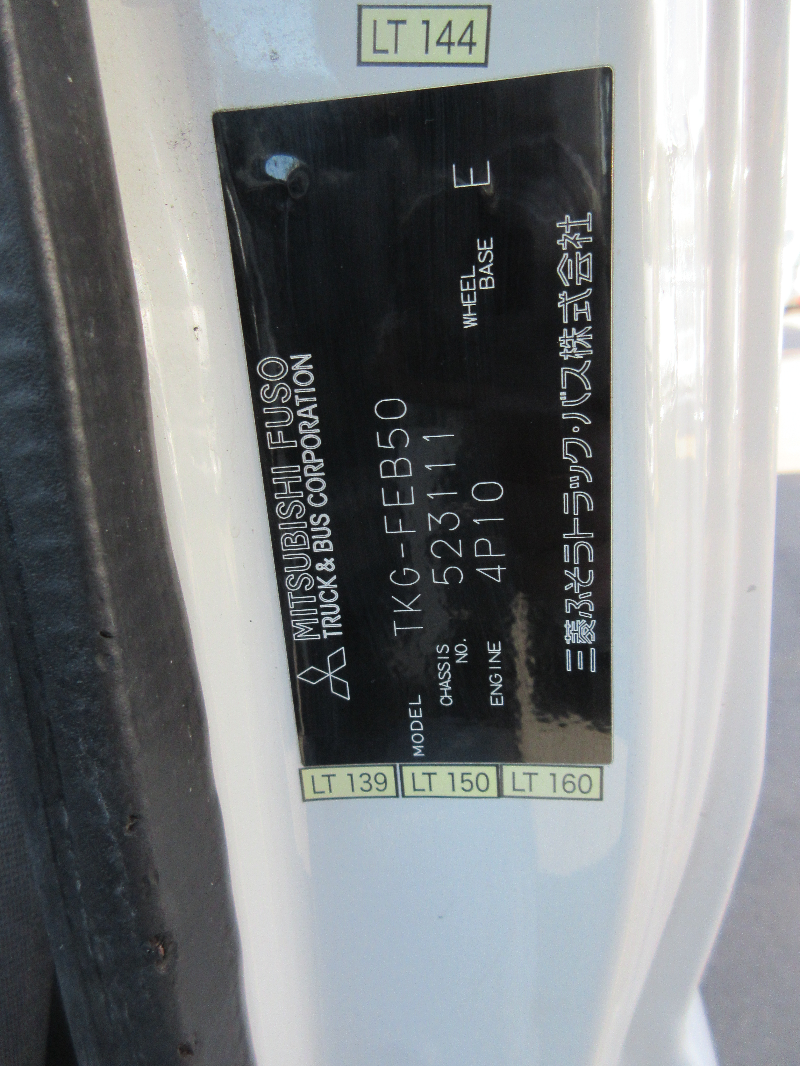 LT 144
MITSUBISHI FUSO
TRUCK & BUS CORPORATION
MODEL TKG-FEB50
CHASSIS NO. 523111
ENGINE 4P10 WHEEL BASE E
三菱ふそうトラック・バス株式会社
LT 139 LT 150 LT 160